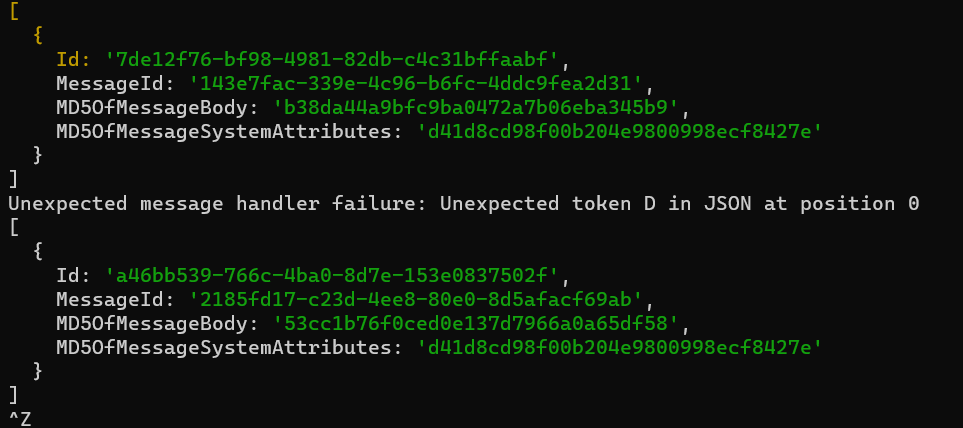 [
  {
    Id: '7de12f76-bf98-4981-82db-c4c31bffaabf',
    MessageId: '143e7fac-339e-4c96-b6fc-4ddc9fea2d31',
    MD5OfMessageBody: 'b38da44a9bfc9ba0472a7b06eba345b9',
    MD5OfMessageSystemAttributes: 'd41d8cd98f00b204e9800998ecf8427e'
  }
]
Unexpected message handler failure: Unexpected token D in JSON at position 0
[
  {
    Id: 'a46bb539-766c-4ba0-8d7e-153e0837502f',
    MessageId: '2185fd17-c23d-4ee8-80e0-8d5afacf69ab',
    MD5OfMessageBody: '53cc1b76f0ced0e137d7966a0a65df58',
    MD5OfMessageSystemAttributes: 'd41d8cd98f00b204e9800998ecf8427e'
  }
]
^Z